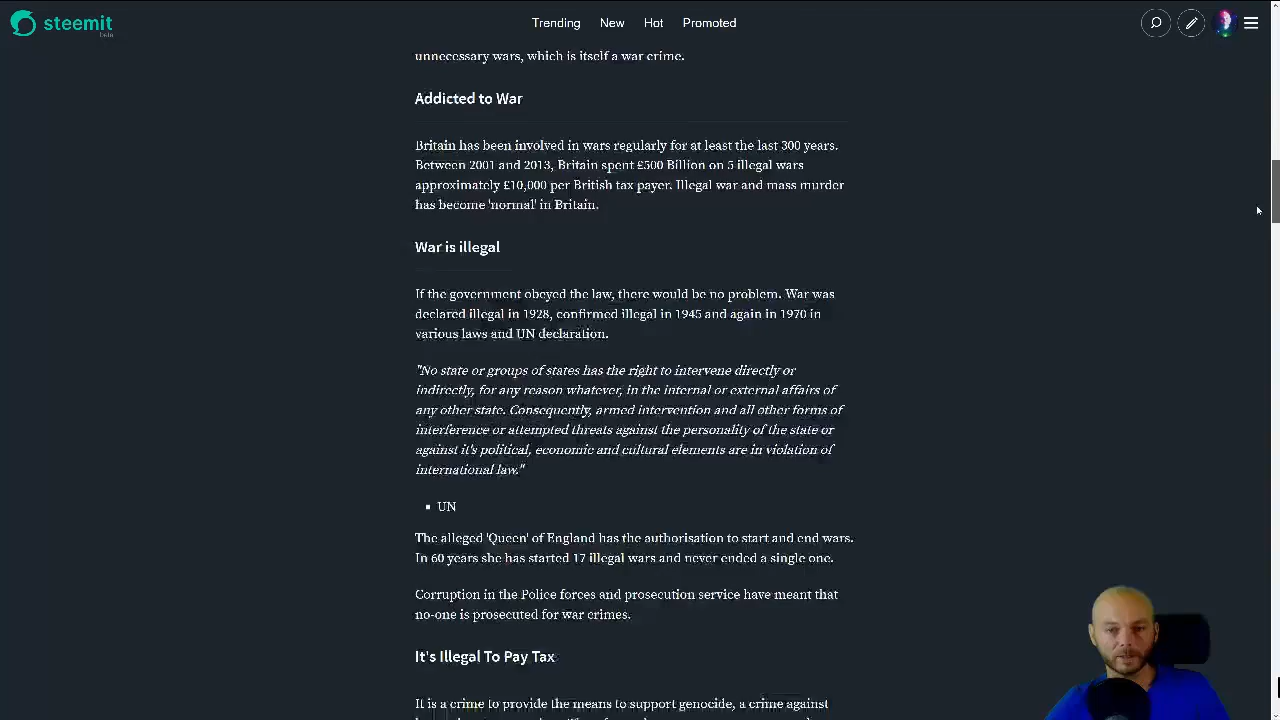 steemit
beta
Trending New Hot Promoted
unnecessary wars, which is itself a war crime.
Addicted to War
Britain has been involved in wars regularly for at least the last 300 years.
Between 2001 and 2013, Britain spent £500 Billion on 5 illegal wars
approximately £10,000 per British tax payer. Illegal war and mass murder
has become 'normal' in Britain.
War is illegal
If the government obeyed the law, there would be no problem. War was
declared illegal in 1928, confirmed illegal in 1945 and again in 1970 in
various laws and UN declaration.
"No state or groups of states has the right to intervene directly or
indirectly, for any reason whatever, in the internal or external affairs of
any other state. Consequently, armed intervention and all other forms of
interference or attempted threats against the personality of the state or
against it's political, economic and cultural elements are in violation of
international law."
▪ UN
The alleged 'Queen' of England has the authorisation to start and end wars.
In 60 years she has started 17 illegal wars and never ended a single one.
Corruption in the Police forces and prosecution service have meant that
no-one is prosecuted for war crimes.
It's Illegal To Pay Tax
It is a crime to provide the means to support genocide, a crime against